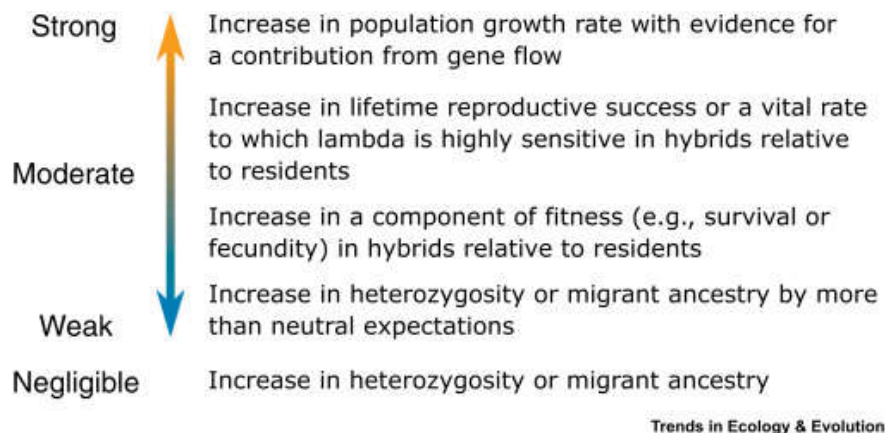 Strong
Increase in population growth rate with evidence for
a contribution from gene flow
Increase in lifetime reproductive success or a vital rate
to which lambda is highly sensitive in hybrids relative
to residents
Moderate
Increase in a component of fitness (e.g., survival or
fecundity) in hybrids relative to residents
Weak
Increase in heterozygosity or migrant ancestry by more
than neutral expectations
Negligible
Increase in heterozygosity or migrant ancestry
Trends in Ecology & Evolution